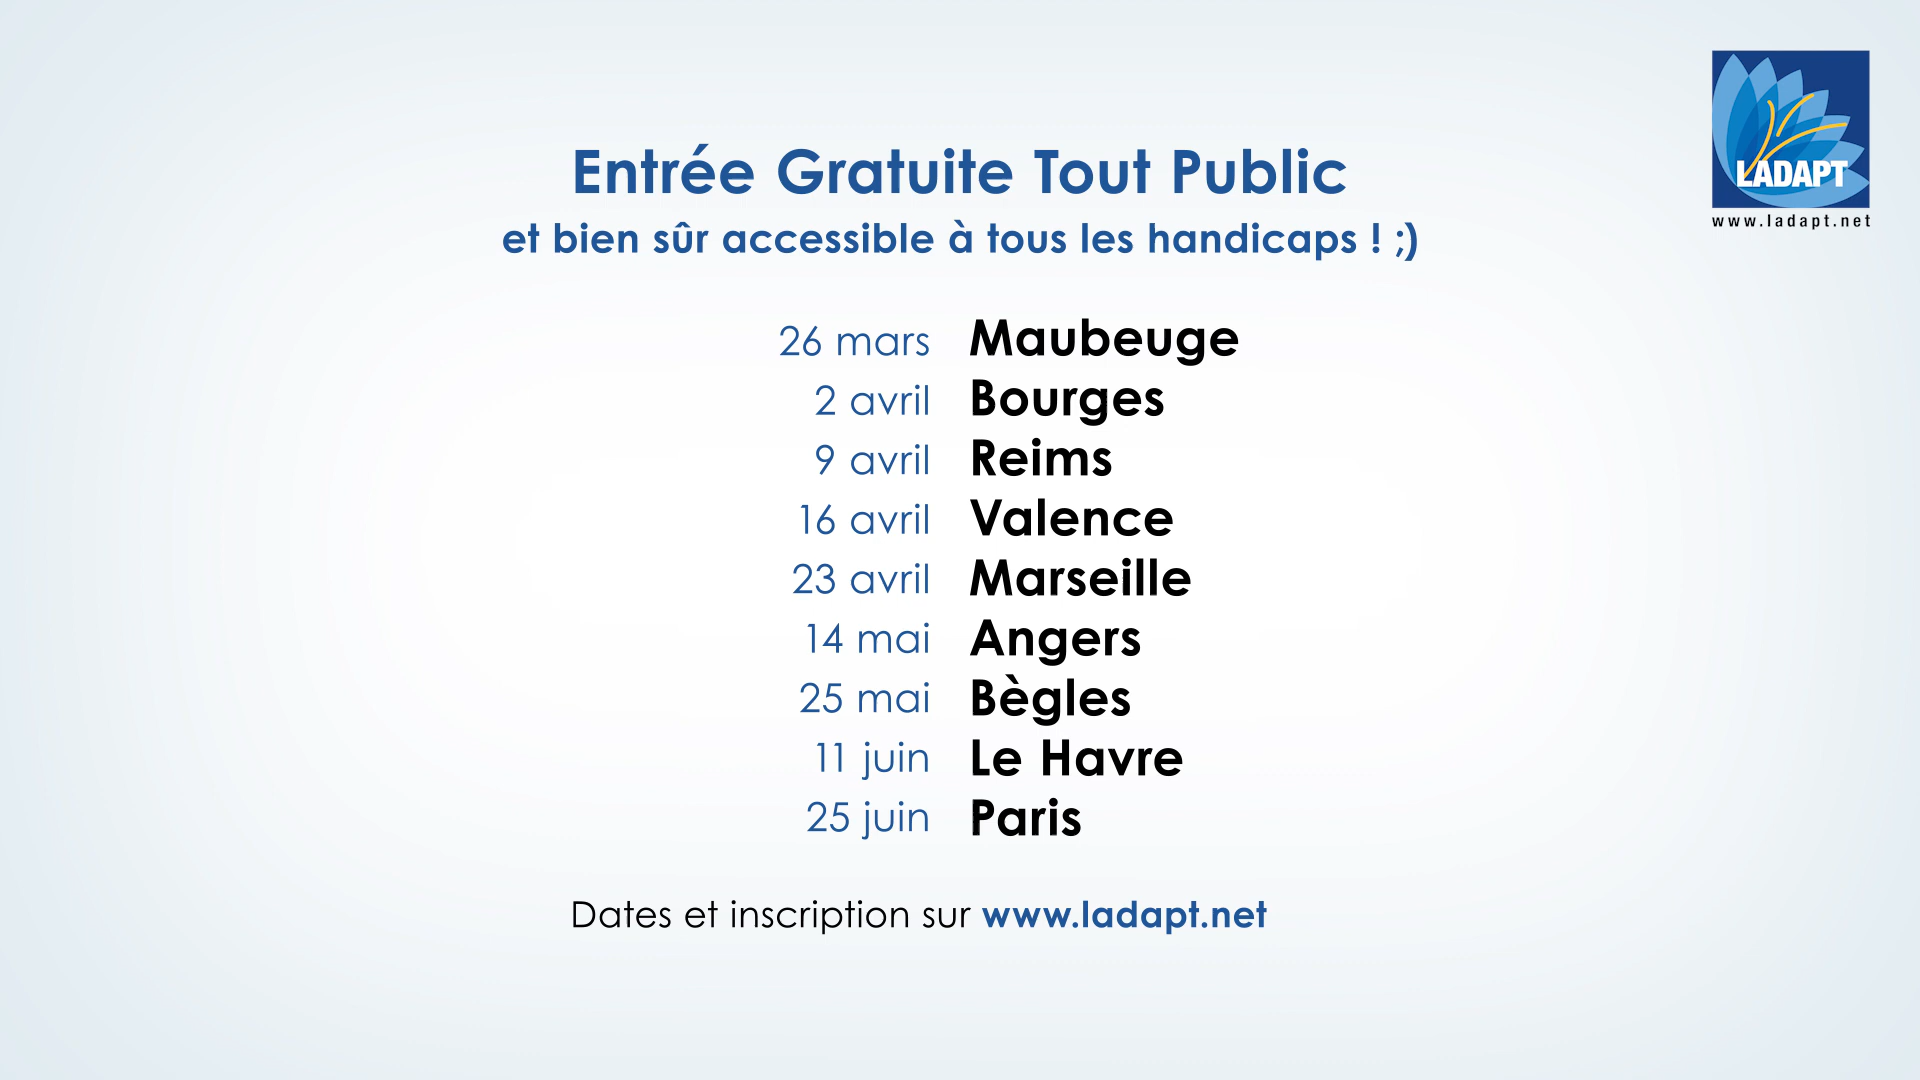 LADAPT
www.ladapt.net
Entrée Gratuite Tout Public
et bien sûr accessible à tous les handicaps ! ;)
26 mars Maubeuge
2 avril Bourges
9 avril Reims
16 avril Valence
23 avril Marseille
14 mai Angers
25 mai Bègles
11 juin Le Havre
25 juin Paris
Dates et inscription sur www.ladapt.net